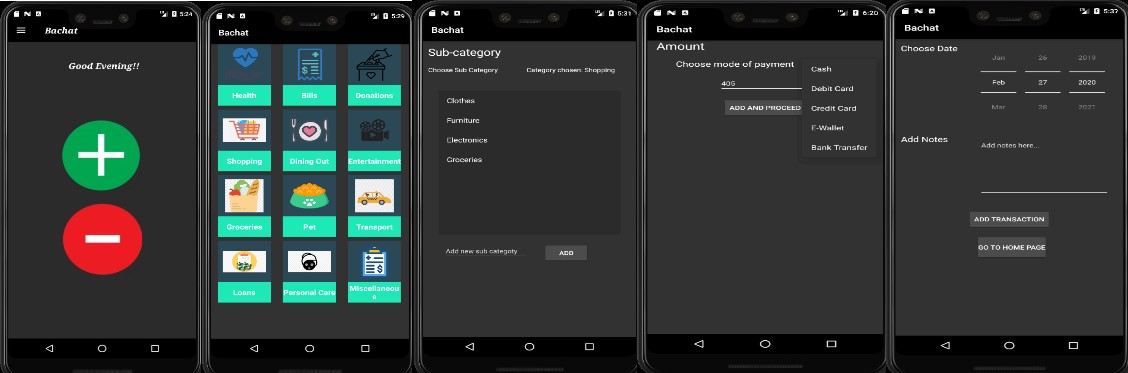 5:24
Bachat
Good Evening!!
5:29
Bachat
Health Bills Donations
Shopping Dining Out Entertainment
Groceries Pet Transport
Loans Personal Care Miscellaneou
s
5:31
Bachat
Sub-category
Choose Sub Category Category chosen: Shopping
Clothes
Furniture
Electronics
Groceries
Add new sub category ADD
6:20
Bachat
Amount
Choose mode of payment
405
ADD AND PROCEED
Cash
Debit Card
Credit Card
E-Wallet
Bank Transfer
5:37
Bachat
Choose Date
Jan 26 2019
Feb 27 2020
Mar 28 2021
Add Notes
Add notes here...
ADD TRANSACTION
GO TO HOME PAGE